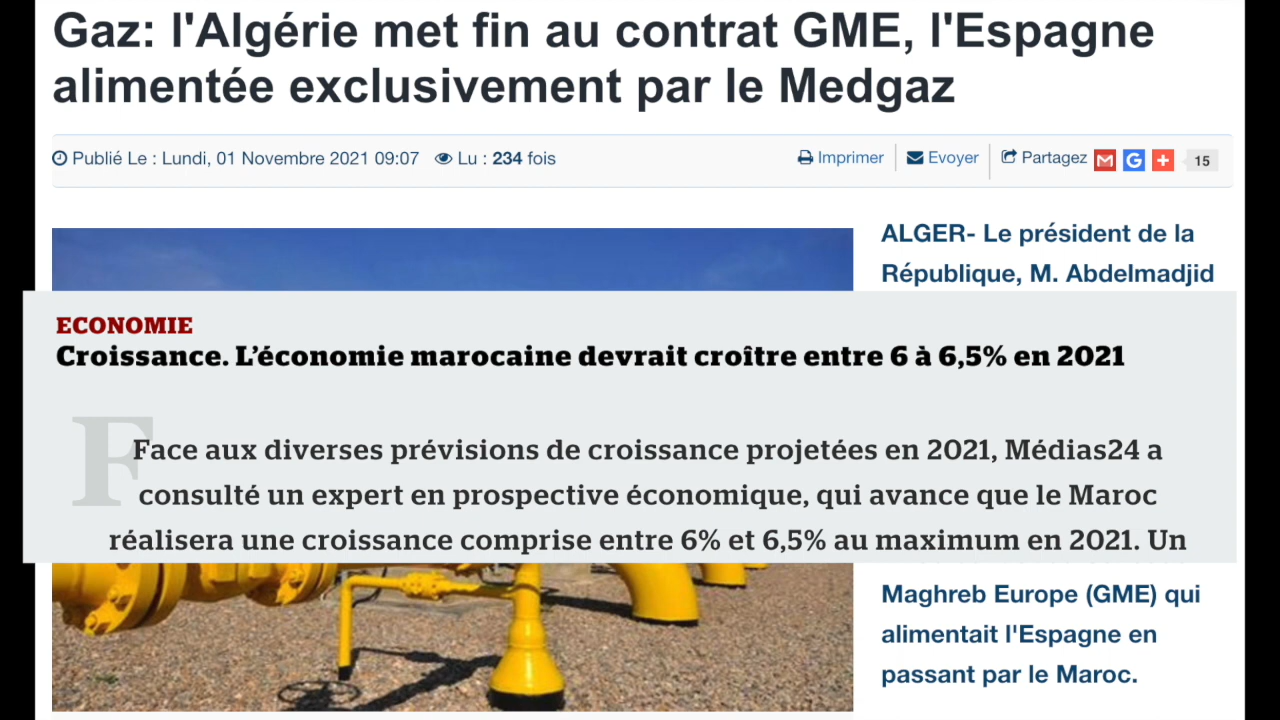 Gaz: l'Algérie met fin au contrat GME, l'Espagne
alimentée exclusivement par le Medgaz
Publié Le : Lundi, 01 Novembre 2021 09:07 Lu : 234 fois
Imprimer Evoyer Partagez 15
ALGER- Le président de la
République, M. Abdelmadjid
ECONOMIE
Croissance. L’économie marocaine devrait croître entre 6 à 6,5% en 2021
Face aux diverses prévisions de croissance projetées en 2021, Médias24 a
consulté un expert en prospective économique, qui avance que le Maroc
réalisera une croissance comprise entre 6% et 6,5% au maximum en 2021. Un
Maghreb Europe (GME) qui
alimentait l'Espagne en
passant par le Maroc.